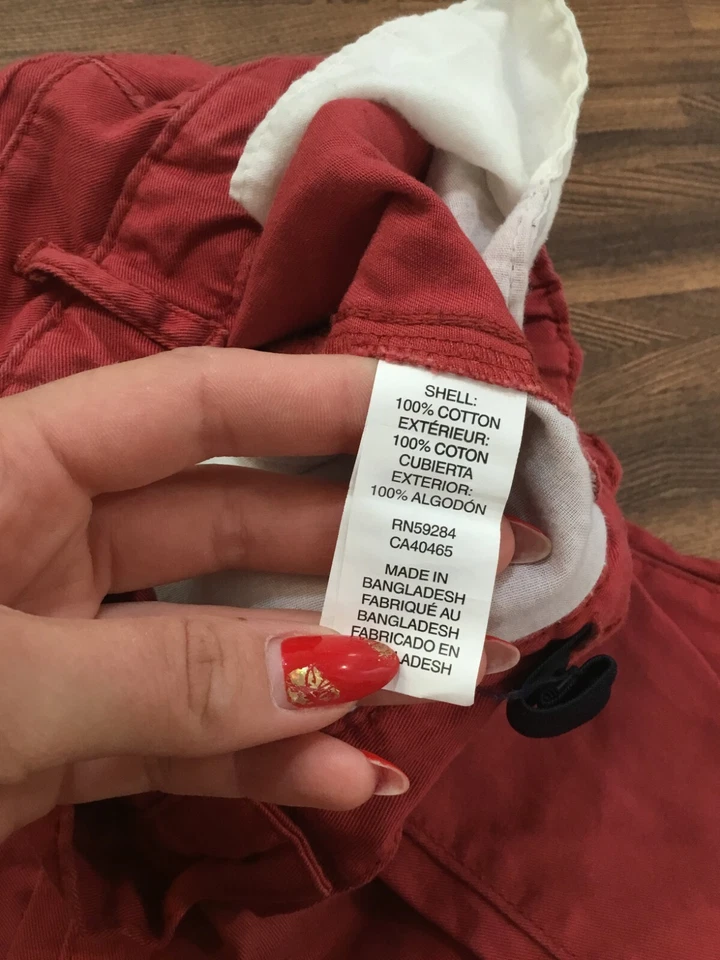 SHELL:
100% COTTON
EXTÉRIEUR:
100% COTON
CUBIERTA
EXTERIOR:
100% ALGODÓN
RN59284
CA40465
MADE IN
BANGLADESH
FABRIQUÉ AU
BANGLADESH
FABRICADO EN
LADESH